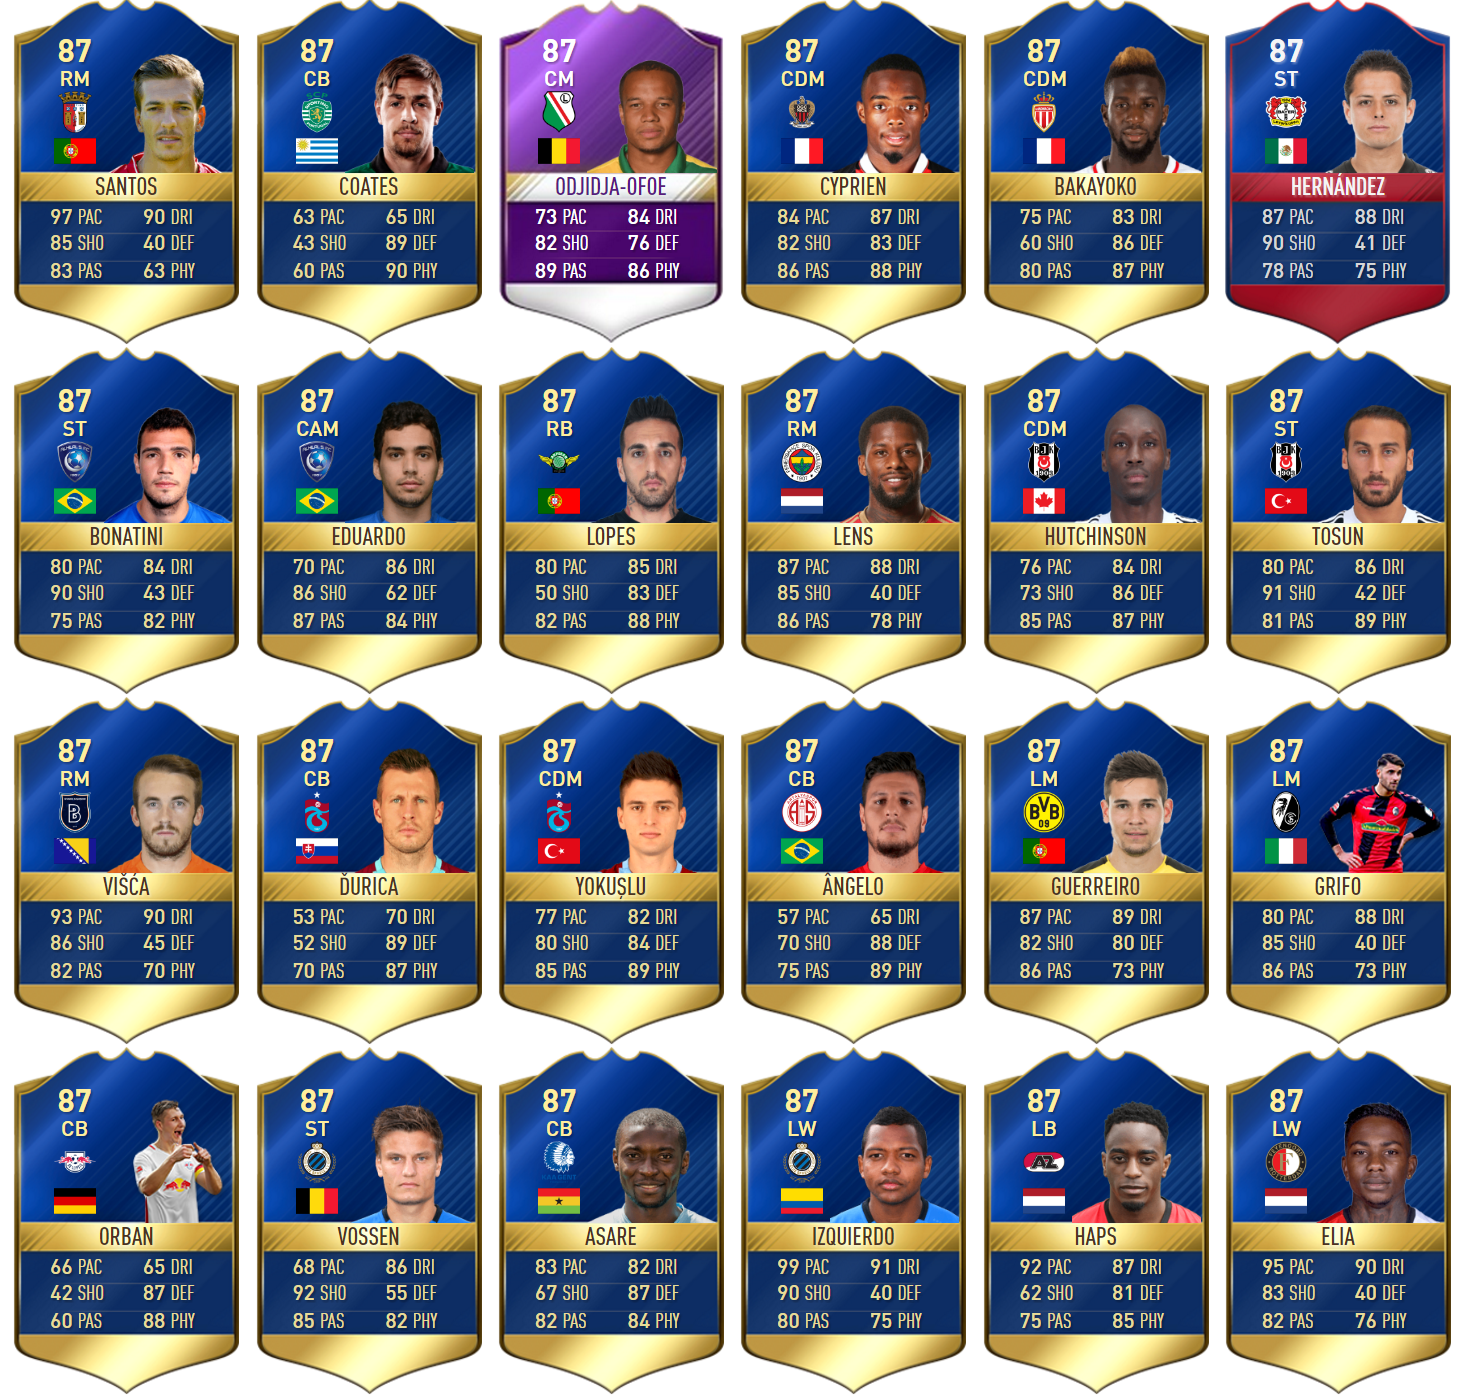 87
RM
SANTOS
97 PAC 90 DRI
85 SHO 40 DEF
83 PAS 63 PHY
87
CB
COATES
63 PAC 65 DRI
43 SHO 89 DEF
60 PAS 90 PHY
87
CM
ODJIDJA-OFOE
73 PAC 84 DRI
82 SHO 76 DEF
89 PAS 86 PHY
87
CDM
CYPRIEN
84 PAC 87 DRI
82 SHO 83 DEF
86 PAS 88 PHY
87
CDM
BAKAYOKO
75 PAC 83 DRI
60 SHO 86 DEF
80 PAS 87 PHY
87
ST
HERNÁNDEZ
87 PAC 88 DRI
90 SHO 41 DEF
78 PAS 75 PHY
87
ST
BONATINI
80 PAC 84 DRI
90 SHO 43 DEF
75 PAS 82 PHY
87
CAM
EDUARDO
70 PAC 86 DRI
86 SHO 62 DEF
87 PAS 84 PHY
87
RB
LOPES
80 PAC 85 DRI
50 SHO 83 DEF
82 PAS 88 PHY
87
RM
LENS
87 PAC 88 DRI
85 SHO 40 DEF
86 PAS 78 PHY
87
CDM
HUTCHINSON
76 PAC 84 DRI
73 SHO 86 DEF
85 PAS 87 PHY
87
ST
TOSUN
80 PAC 86 DRI
91 SHO 42 DEF
81 PAS 89 PHY
87
RM
VIŠĆA
93 PAC 90 DRI
86 SHO 45 DEF
82 PAS 70 PHY
87
CB
ĎURICA
53 PAC 70 DRI
52 SHO 89 DEF
70 PAS 87 PHY
87
CDM
YOKUŞLU
77 PAC 82 DRI
80 SHO 84 DEF
85 PAS 89 PHY
87
CB
ÂNGELO
57 PAC 65 DRI
70 SHO 88 DEF
75 PAS 89 PHY
87
LM
BVB
09
GUERREIRO
87 PAC 89 DRI
82 SHO 80 DEF
86 PAS 73 PHY
87
LM
GRIFO
80 PAC 88 DRI
85 SHO 40 DEF
86 PAS 73 PHY
87
CB
ORBAN
66 PAC 65 DRI
42 SHO 87 DEF
60 PAS 88 PHY
87
ST
VOSSEN
68 PAC 86 DRI
92 SHO 55 DEF
85 PAS 82 PHY
87
CB
ASARE
83 PAC 82 DRI
67 SHO 87 DEF
82 PAS 84 PHY
87
LW
IZQUIERDO
99 PAC 91 DRI
90 SHO 40 DEF
80 PAS 75 PHY
87
LB
AZ
HAPS
92 PAC 87 DRI
62 SHO 81 DEF
75 PAS 85 PHY
87
LW
ELIA
95 PAC 90 DRI
83 SHO 40 DEF
82 PAS 76 PHY